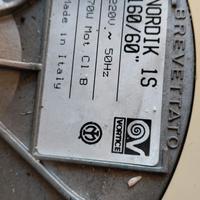 NORDIK 1S
160/60"
230V ~ 50Hz
70W Mot Cl B
Made in Italy
VORTICE
BREVETTATO